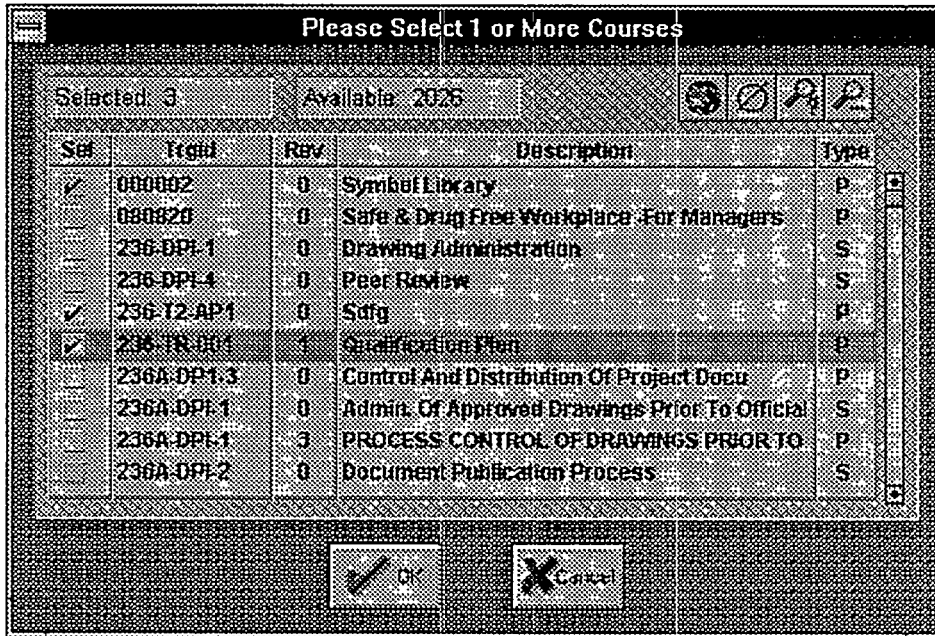 Please Select 1 or More Courses
Selected: 3 Available: 2026
Sel Trgid Rev Description Type
000002 0 Symbol Library P
080820 0 Safe & Drug Free Workplace -For Managers P
236-DPI-1 0 Drawing Administration S
236-DPI-4 0 Peer Review S
236-T2-AP1 0 Sdfg P
236-TR-001 1 Qualification Plan P
236A-DP1-3 0 Control And Distribution Of Project Docu P
236A-DPI-1 0 Admin. Of Approved Drawings Prior To Official S
236A-DPI-1 3 PROCESS CONTROL OF DRAWINGS PRIOR TO P
236A-DPI-2 0 Document Publication Process S
OK Cancel